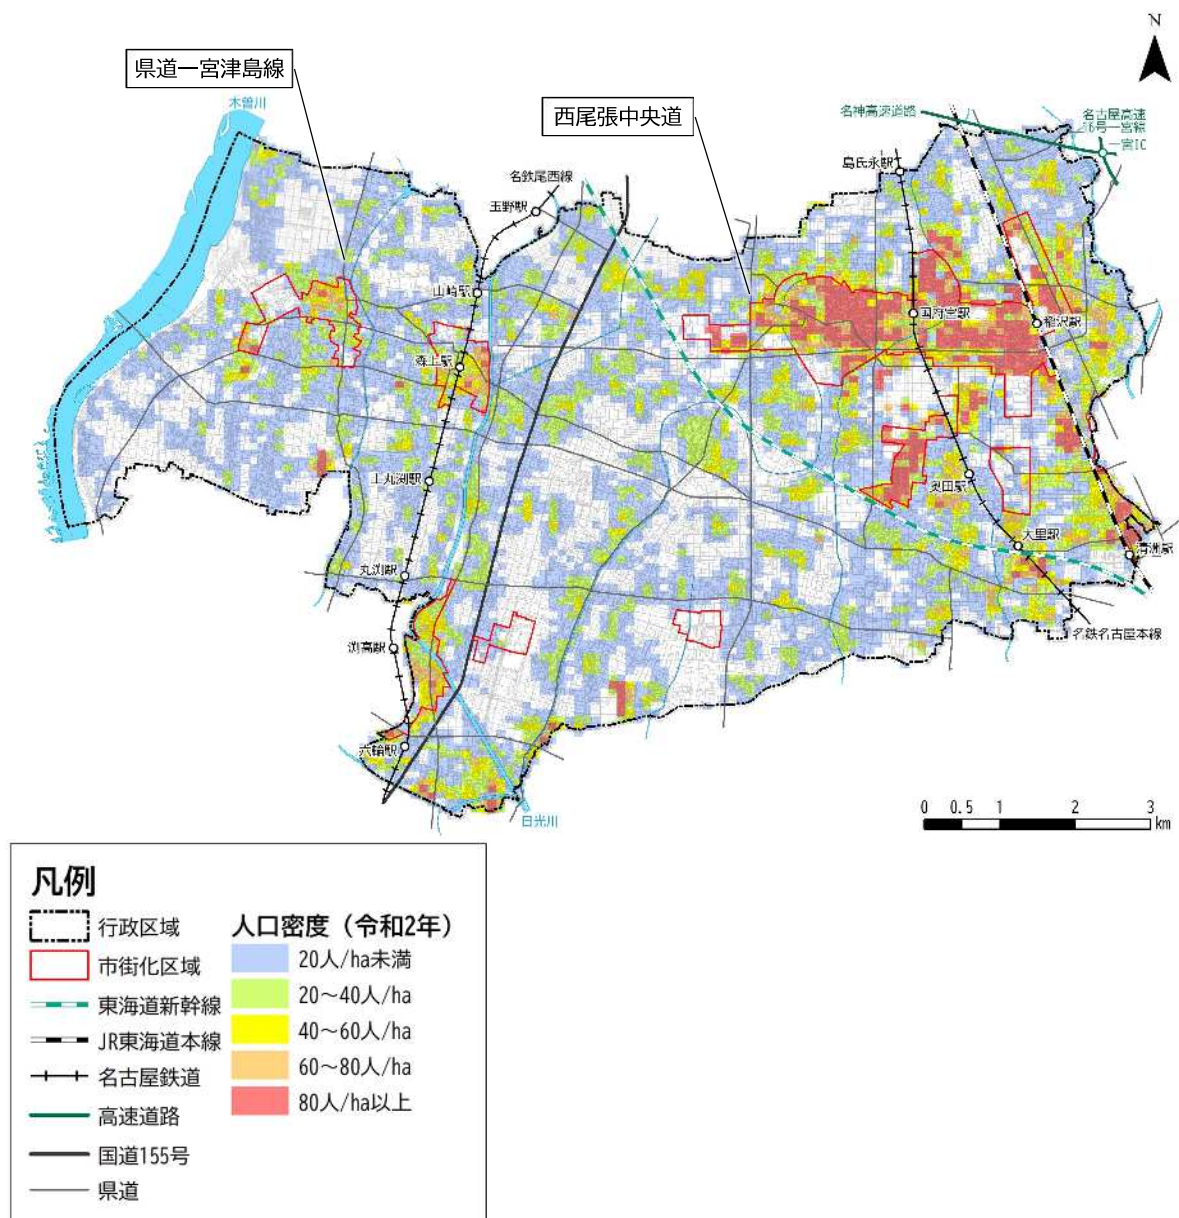 N
県道一宮津島線
西尾張中央道
木曽川
名神高速道路
名古屋高速
16号一宮線
一宮IC
島氏永駅
名鉄尾西線
玉野駅
山崎駅
国府宮駅
稲沢駅
森上駅
上丸渕駅
奥田駅
大里駅
清洲駅
丸渕駅
渕高駅
名鉄名古屋本線
六輪駅
日光川
0 0.5 1 2 3
km
凡例
行政区域
市街化区域
東海道新幹線
JR東海道本線
名古屋鉄道
高速道路
国道155号
県道
人口密度（令和2年）
20人/ha未満
20～40人/ha
40～60人/ha
60～80人/ha
80人/ha以上